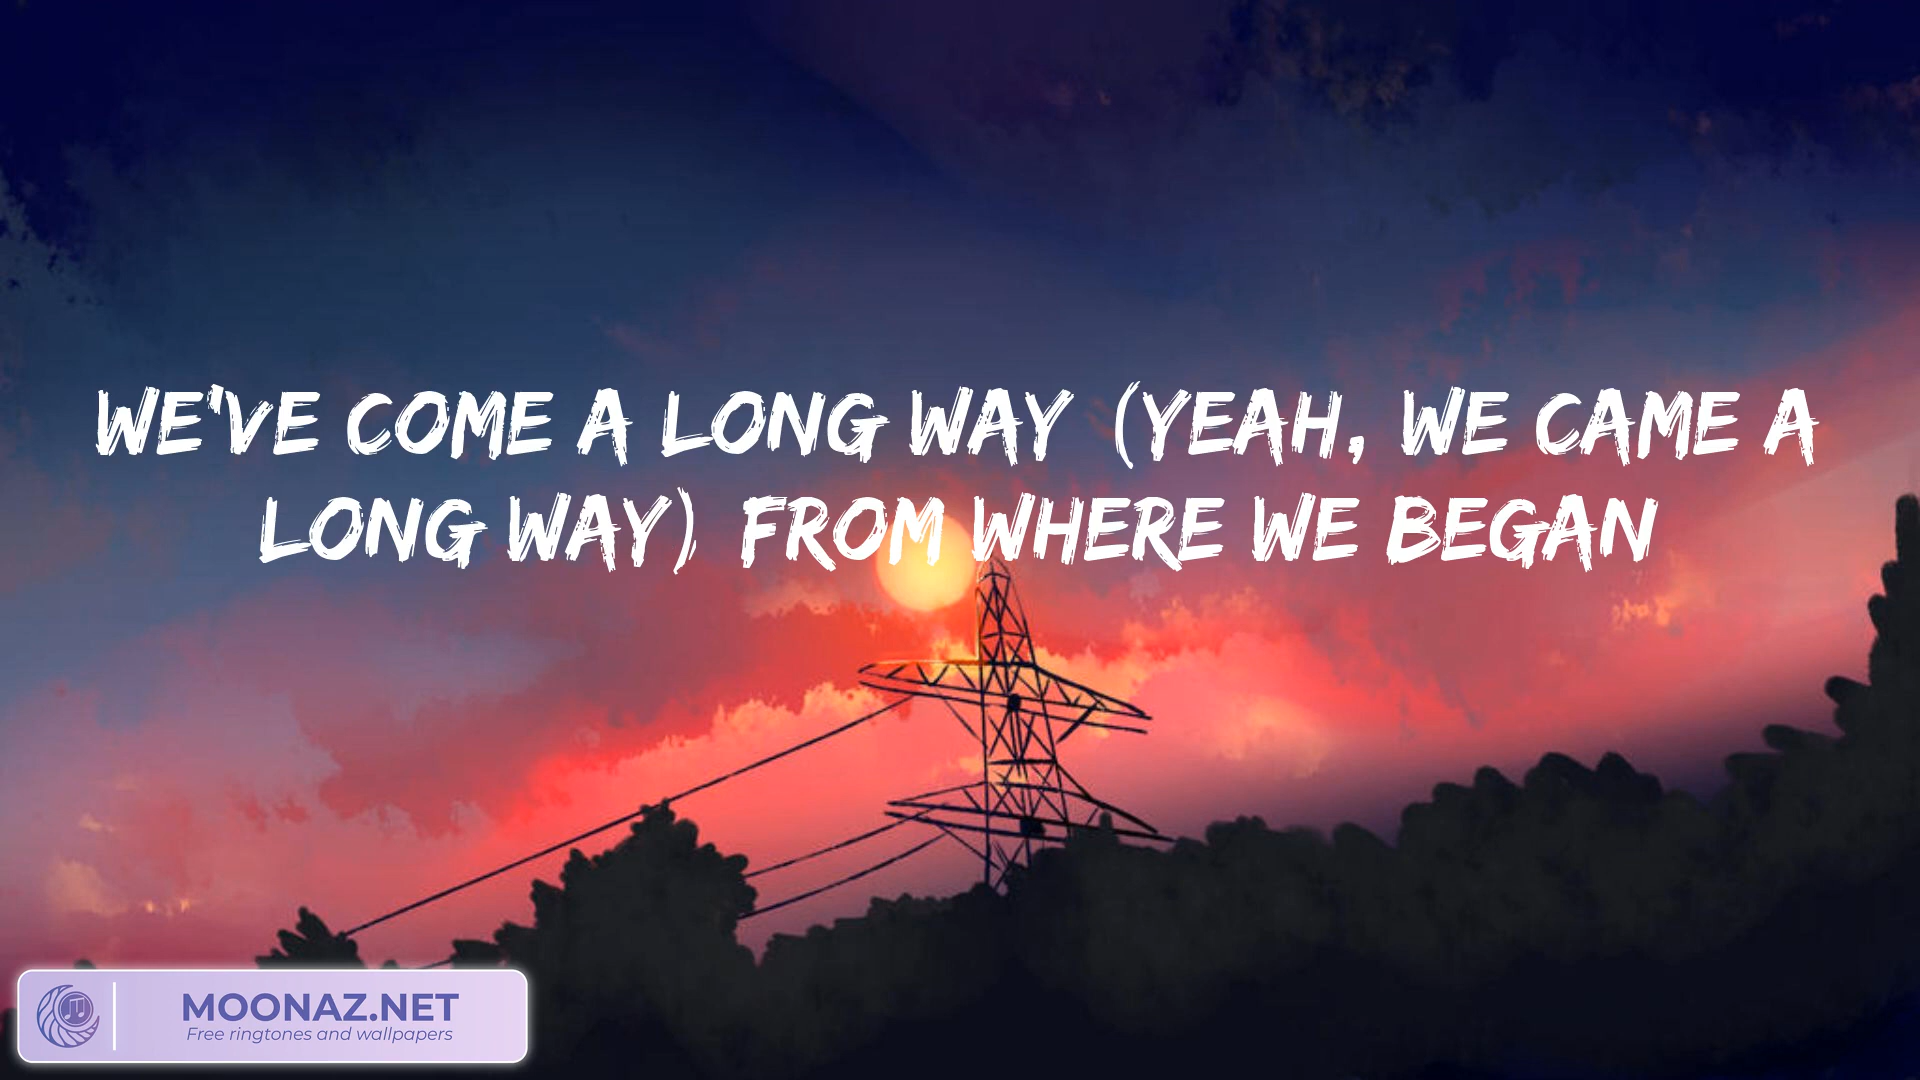 WE'VE COME A LONG WAY (YEAH, WE CAME A
LONG WAY) FROM WHERE WE BEGAN
MOONAZ.NET
Free ringtones and wallpapers